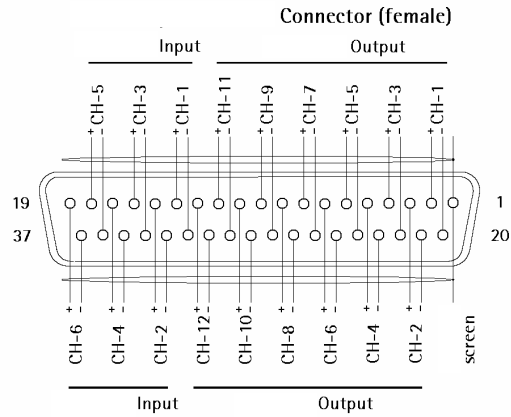 Connector (female)
Input Output
+ CH-5 - + CH-3 - + CH-1 - + CH-11 - + CH-9 - + CH-7 - + CH-5 - + CH-3 - + CH-1 -
19 1
37 20
CH-6 + - CH-4 + - CH-2 + - CH-12 + - CH-10 + - CH-8 + - CH-6 + - CH-4 + - CH-2 + - screen
Input Output